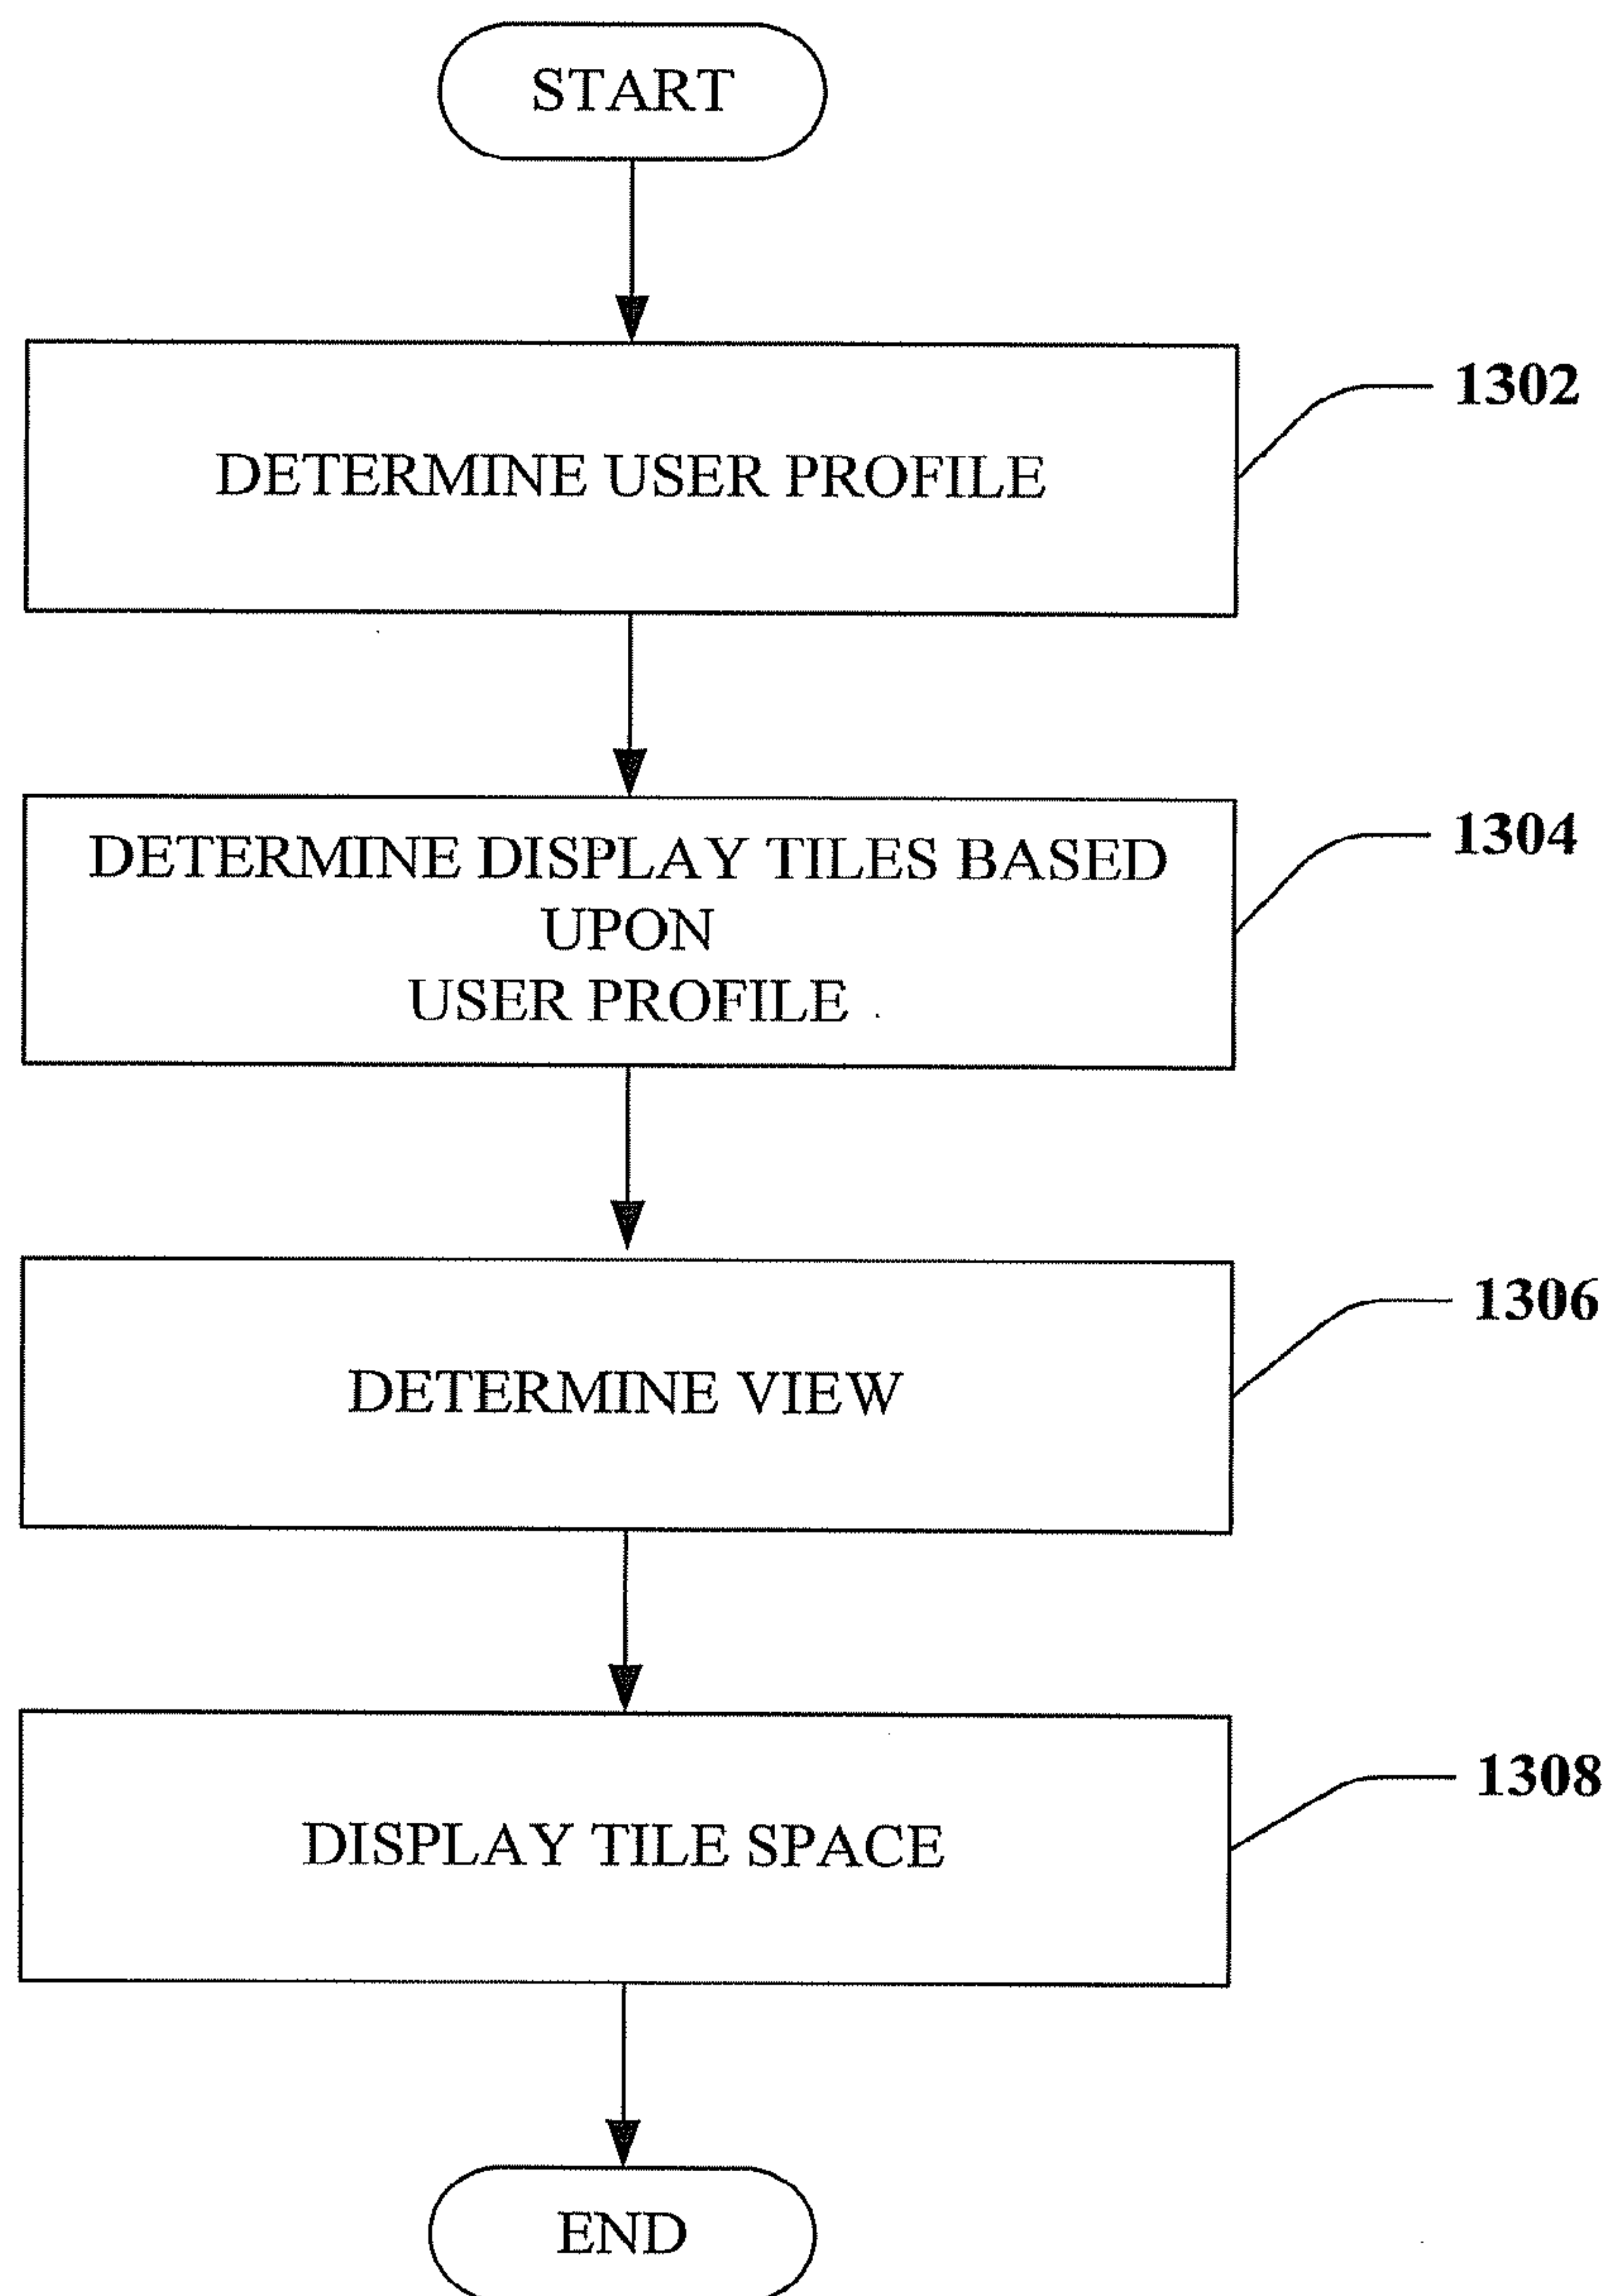 START
DETERMINE USER PROFILE
1302
DETERMINE DISPLAY TILES BASED
UPON
USER PROFILE
1304
DETERMINE VIEW
1306
DISPLAY TILE SPACE
1308
END